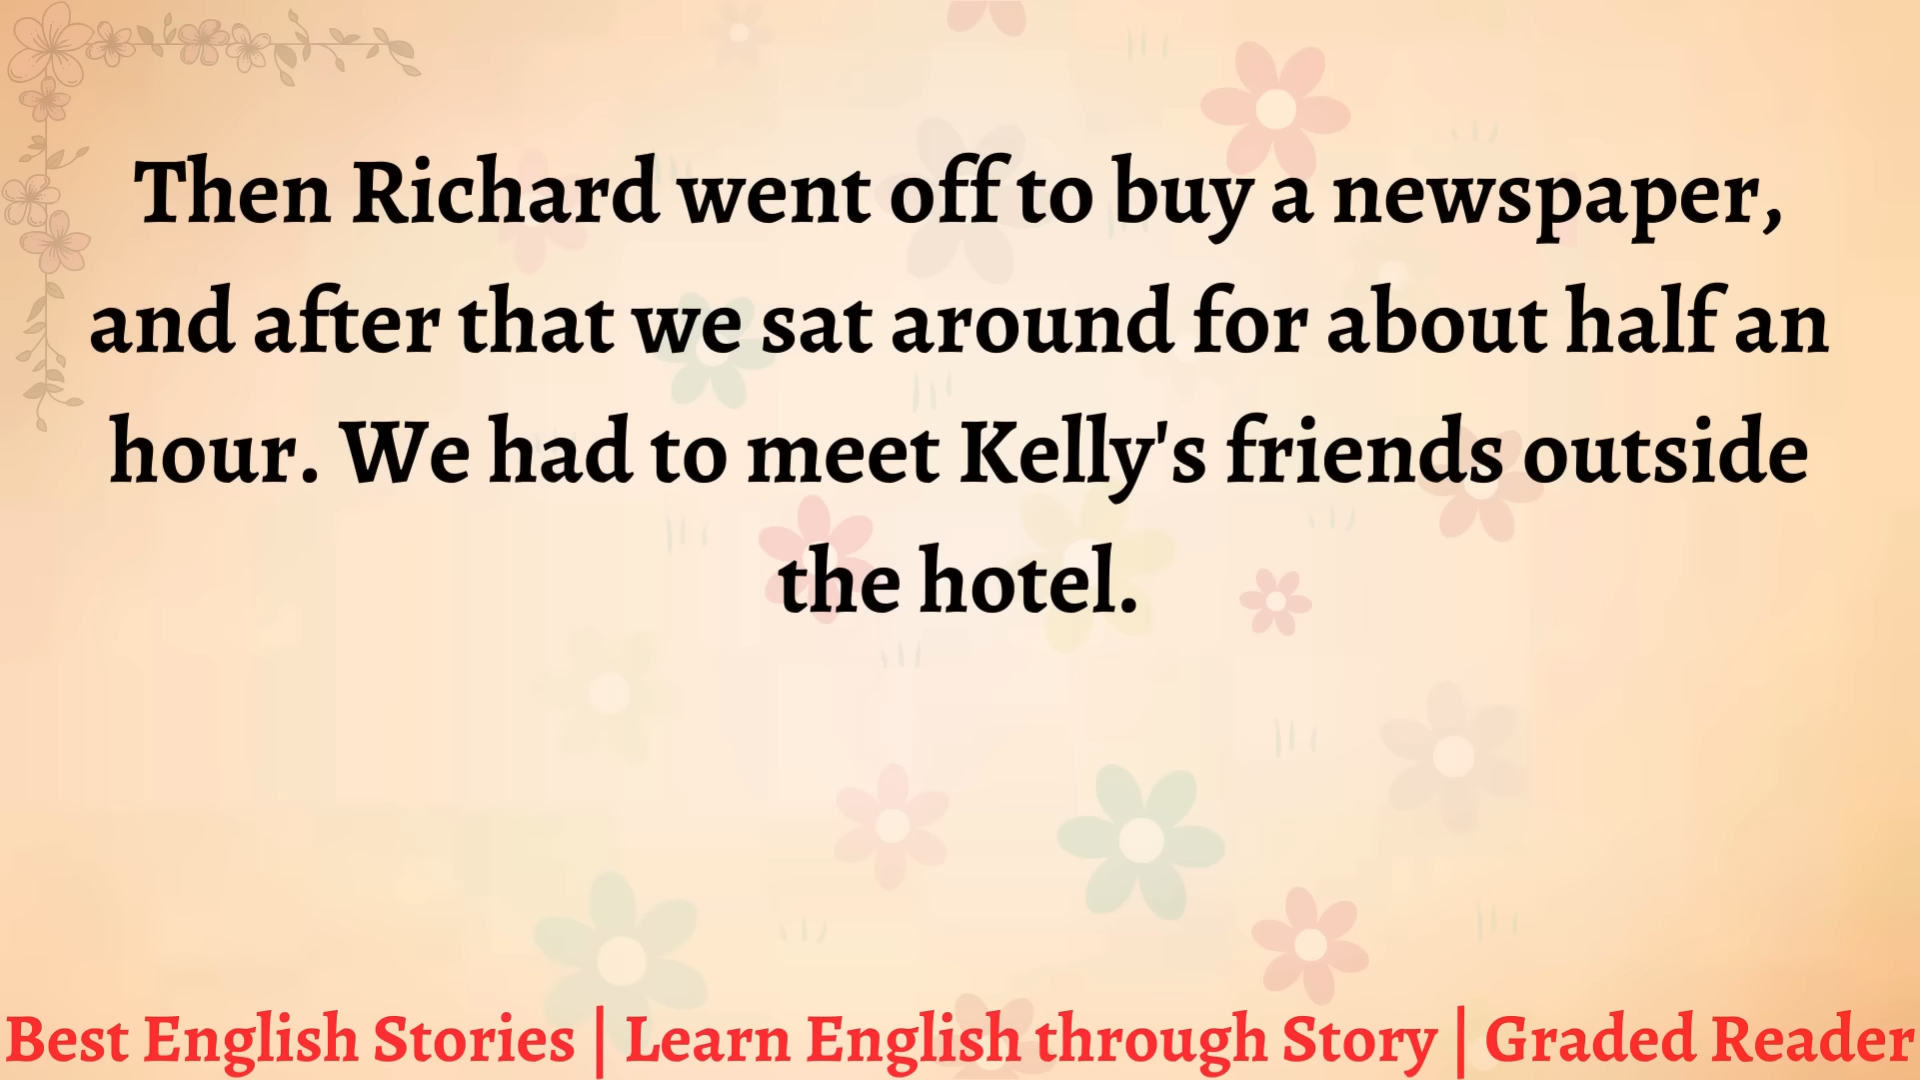 Then Richard went off to buy a newspaper,
and after that we sat around for about half an
hour. We had to meet Kelly's friends outside
the hotel.
Best English Stories | Learn English through Story | Graded Reader